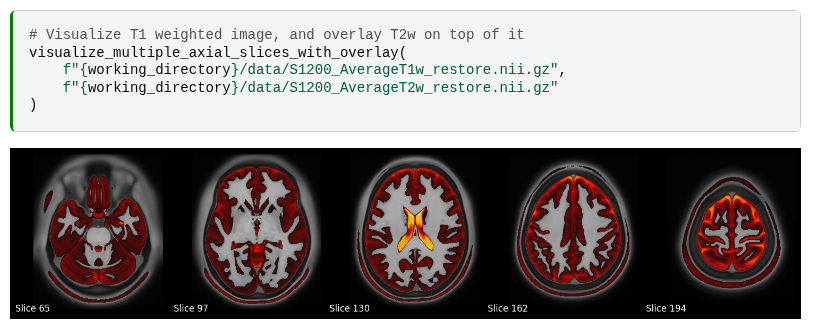 # Visualize T1 weighted image, and overlay T2w on top of it
visualize_multiple_axial_slices_with_overlay(
    f"{working_directory}/data/S1200_AverageT1w_restore.nii.gz",
    f"{working_directory}/data/S1200_AverageT2w_restore.nii.gz"
)
Slice 65
Slice 97
Slice 130
Slice 162
Slice 194